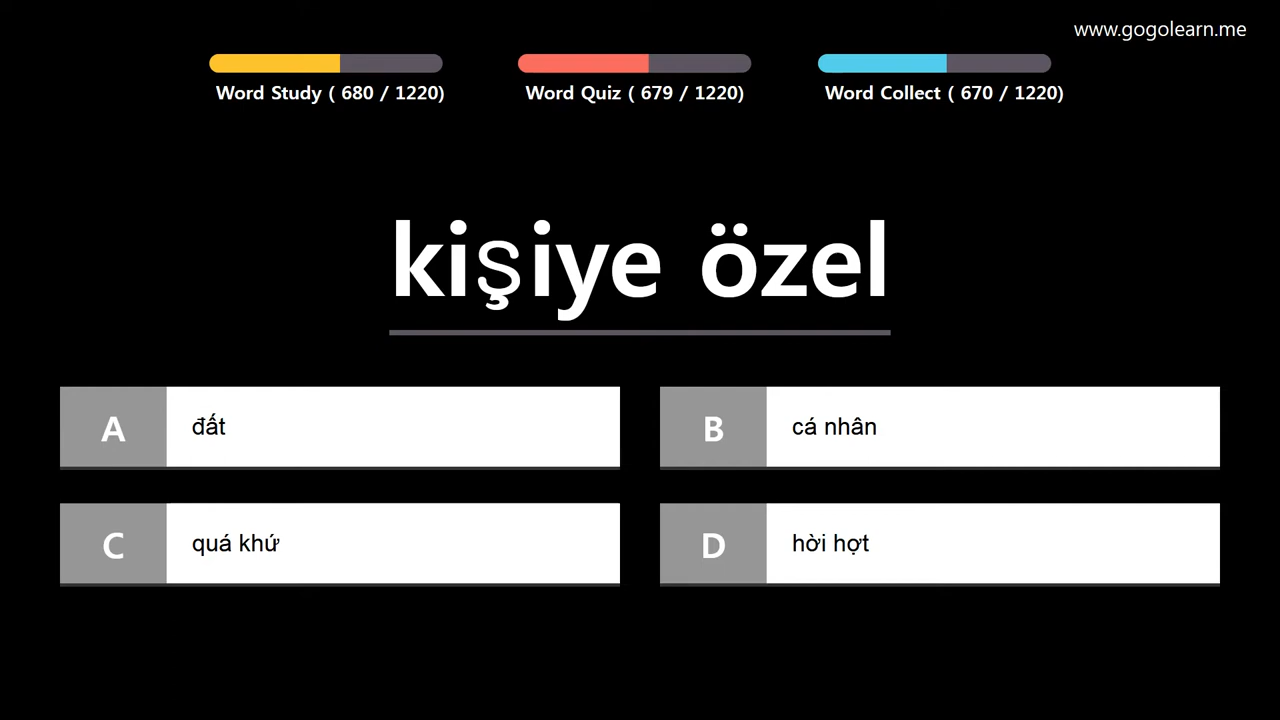 www.gogolearn.me
Word Study ( 680 / 1220)
Word Quiz ( 679 / 1220)
Word Collect ( 670 / 1220)
kişiye özel
A
đất
B
cá nhân
C
quá khứ
D
hời hợt